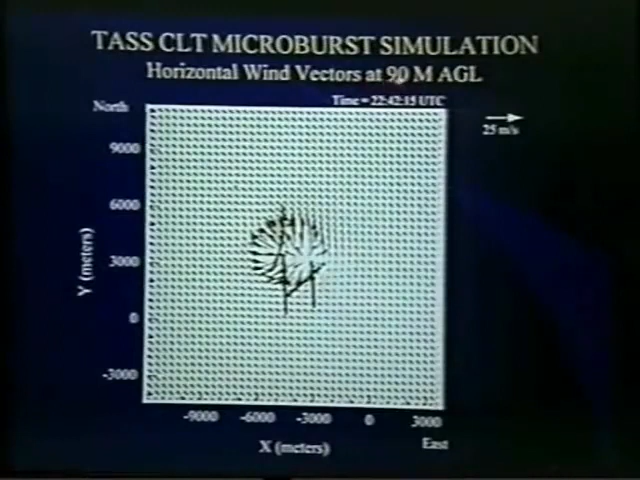 TASS CLT MICROBURST SIMULATION
Horizontal Wind Vectors at 90 M AGL
Time = 22:42:15 UTC
North
25 m/s
9000
6000
3000
0
-3000
Y (meters)
-9000 -6000 -3000 0 3000
X (meters)
East